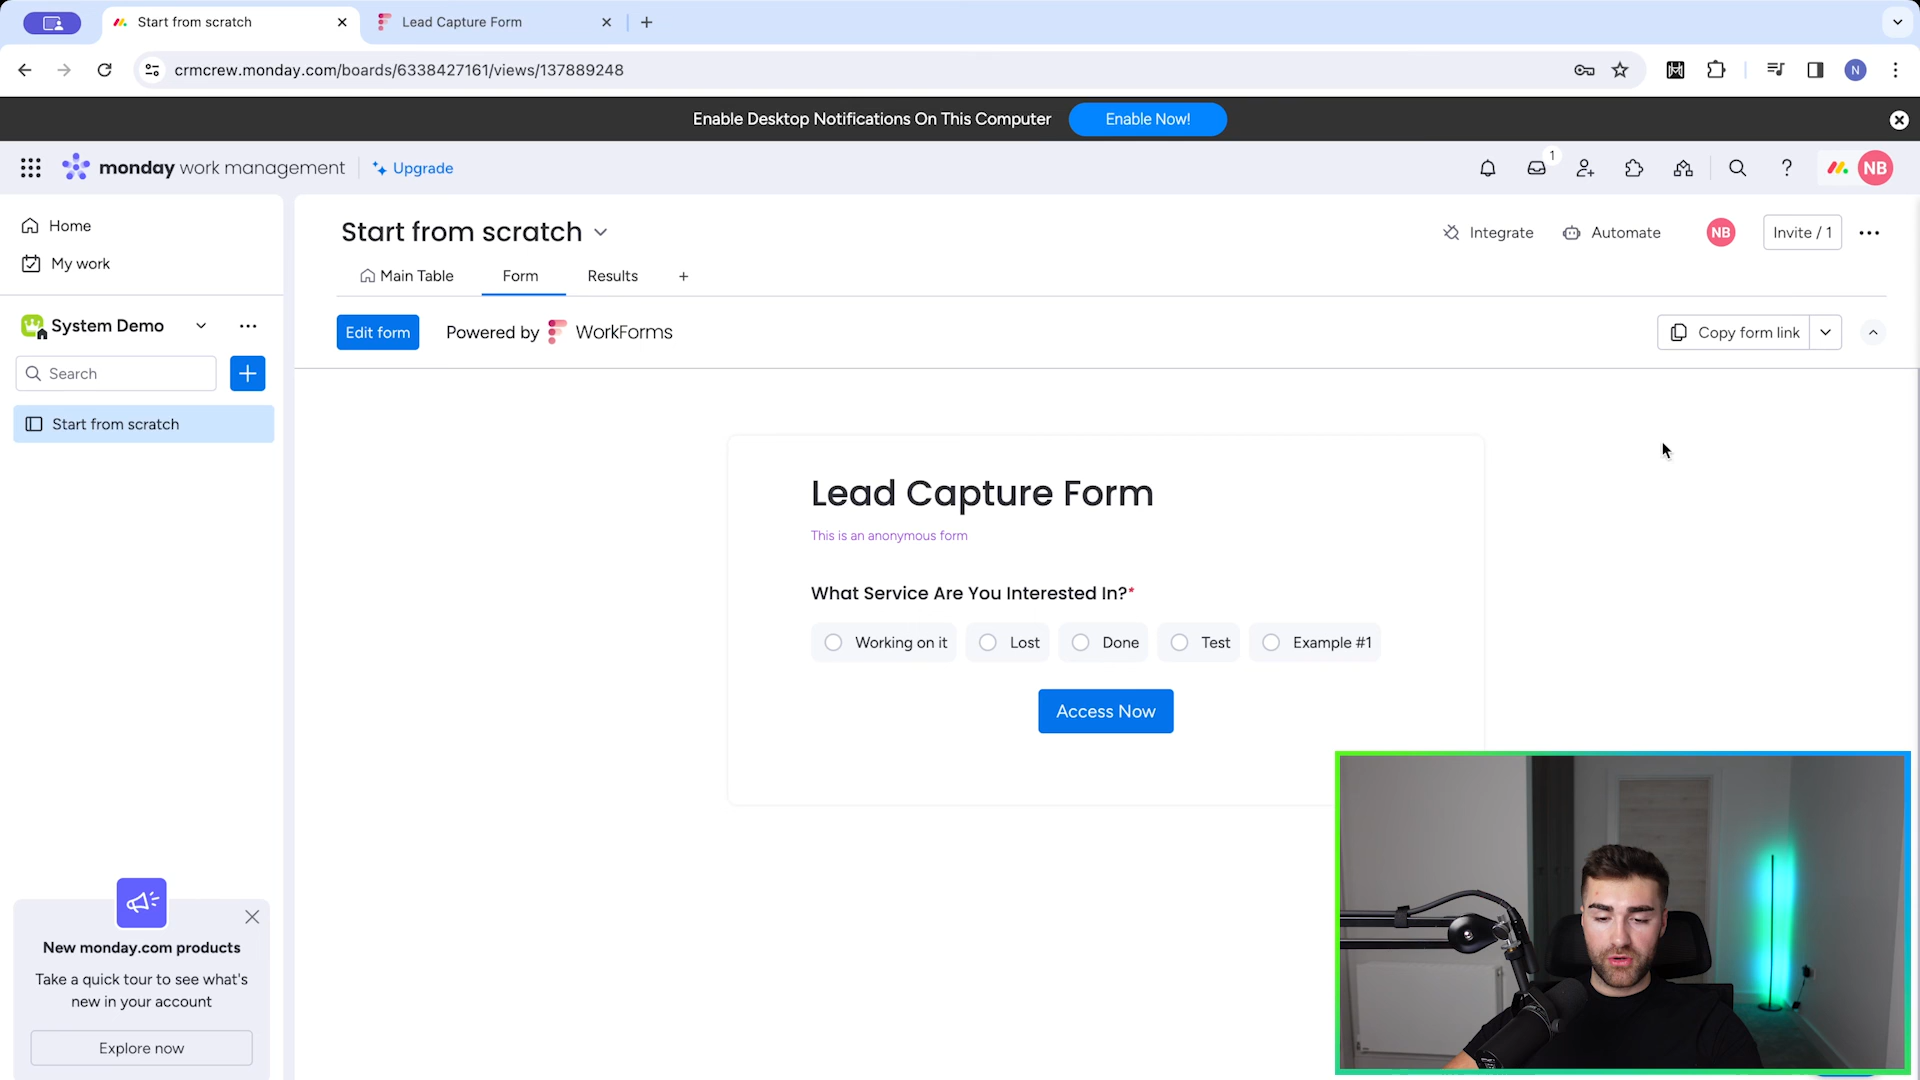 Start from scratch
Lead Capture Form
crmcrew.monday.com/boards/6338427161/views/137889248
N
Enable Desktop Notifications On This Computer
Enable Now!
monday work management
Upgrade
1
NB
Home
My work
System Demo
Search
Start from scratch
Start from scratch
Integrate
Automate
NB
Invite / 1
Main Table
Form
Results
Edit form
Powered by WorkForms
Copy form link
Lead Capture Form
This is an anonymous form
What Service Are You Interested In?*
Working on it
Lost
Done
Test
Example #1
Access Now
New monday.com products
Take a quick tour to see what's
new in your account
Explore now